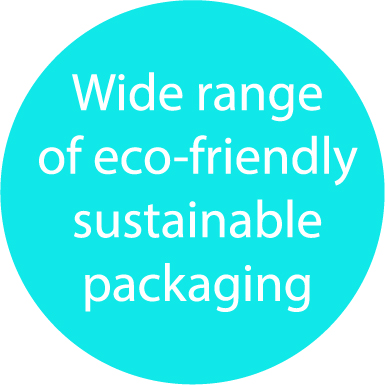 Wide range
of eco-friendly
sustainable
packaging